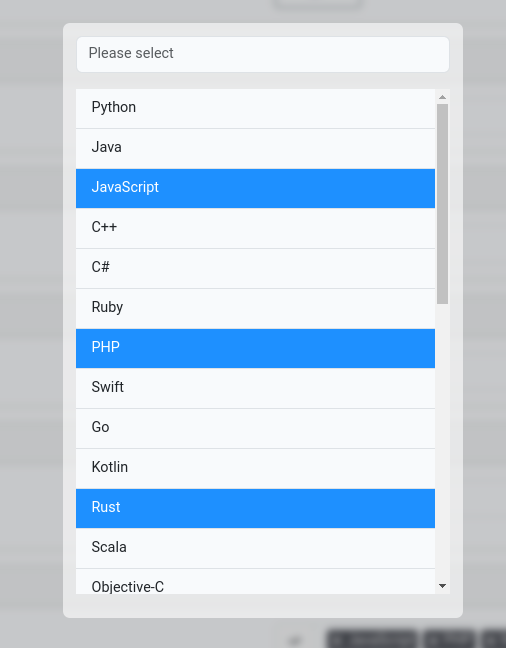 Please select
Python
Java
JavaScript
C++
C#
Ruby
PHP
Swift
Go
Kotlin
Rust
Scala
Objective-C